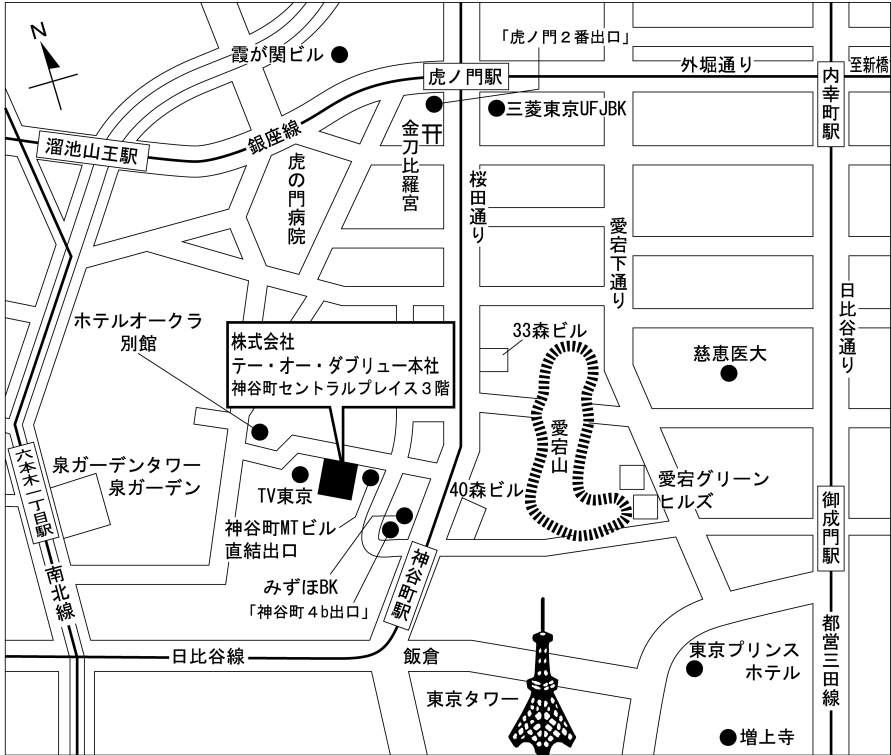 N
霞が関ビル
「虎ノ門２番出口」
虎ノ門駅
外堀通り
至新橋
内幸町駅
三菱東京UFJBK
溜池山王駅
銀座線
金刀比羅宮
虎の門病院
桜田通り
愛宕下通り
日比谷通り
ホテルオークラ
別館
株式会社
テー・オー・ダブリュー本社
神谷町セントラルプレイス３階
33森ビル
慈恵医大
愛宕山
六本木一丁目駅
泉ガーデンタワー
泉ガーデン
TV東京
40森ビル
愛宕グリーン
ヒルズ
御成門駅
神谷町MTビル
直結出口
神谷町駅
みずほBK
「神谷町４b出口」
南北線
日比谷線
飯倉
東京タワー
東京プリンス
ホテル
都営三田線
増上寺